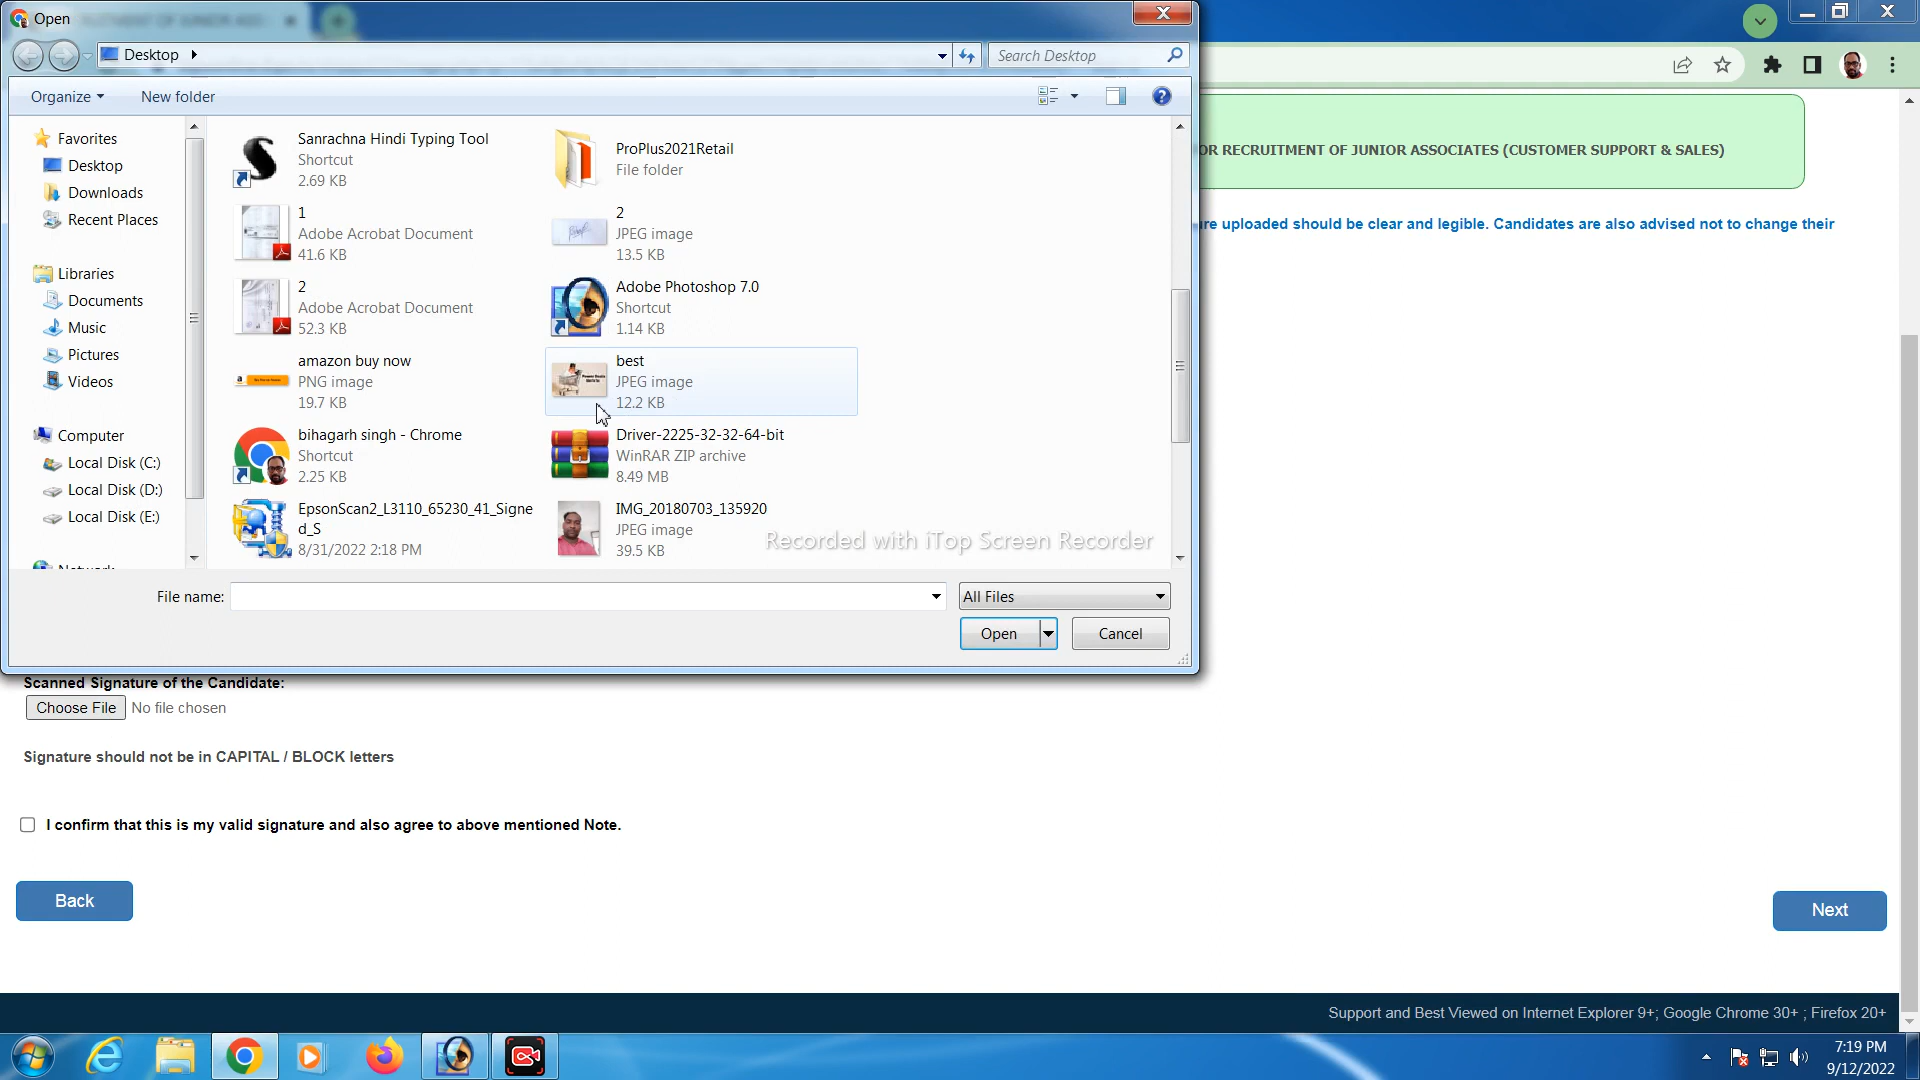 Open
Desktop
Search Desktop
Organize
New folder
Favorites
Desktop
Downloads
Recent Places
Libraries
Documents
Music
Pictures
Videos
Computer
Local Disk (C:)
Local Disk (D:)
Local Disk (E:)
Sanrachna Hindi Typing Tool
Shortcut
2.69 KB
ProPlus2021Retail
File folder
1
Adobe Acrobat Document
41.6 KB
2
JPEG image
13.5 KB
2
Adobe Acrobat Document
52.3 KB
Adobe Photoshop 7.0
Shortcut
1.14 KB
amazon buy now
PNG image
19.7 KB
best
JPEG image
12.2 KB
bihagarh singh - Chrome
Shortcut
2.25 KB
Driver-2225-32-32-64-bit
WinRAR ZIP archive
8.49 MB
EpsonScan2_L3110_65230_41_Signe
d_S
8/31/2022 2:18 PM
IMG_20180703_135920
JPEG image
39.5 KB
Recorded with iTop Screen Recorder
File name:
All Files
Open
Cancel
OR RECRUITMENT OF JUNIOR ASSOCIATES (CUSTOMER SUPPORT & SALES)
re uploaded should be clear and legible. Candidates are also advised not to change their
Scanned Signature of the Candidate:
Choose File No file chosen
Signature should not be in CAPITAL / BLOCK letters
I confirm that this is my valid signature and also agree to above mentioned Note.
Back
Next
Support and Best Viewed on Internet Explorer 9+; Google Chrome 30+ ; Firefox 20+
7:19 PM
9/12/2022